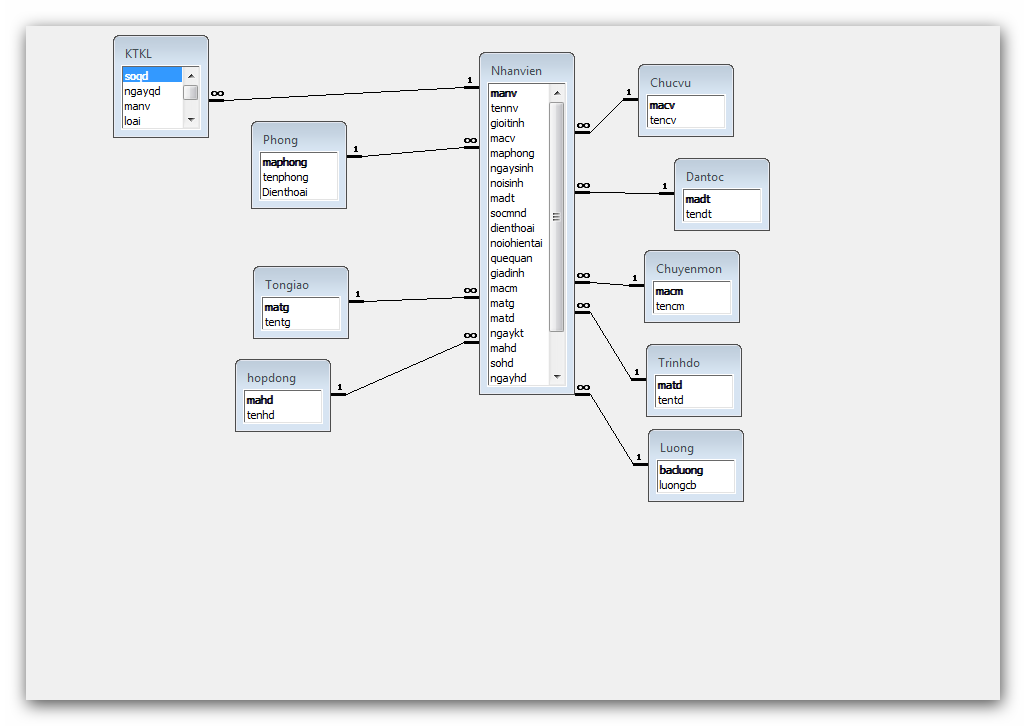 KTKL
soqd
ngayqd
manv
loai
1
∞
Phong
maphong
tenphong
Dienthoai
1
∞
Tongiao
matg
tentg
1
∞
hopdong
mahd
tenhd
1
∞
Nhanvien
manv
tennv
gioitinh
macv
maphong
ngaysinh
noisinh
madt
socmnd
dienthoai
noiohientai
quequan
giadinh
macm
matg
matd
ngaykt
mahd
sohd
ngayhd
Chucvu
macv
tencv
1
∞
Dantoc
madt
tendt
1
∞
Chuyenmon
macm
tencm
1
∞
Trinhdo
matd
tentd
1
∞
Luong
bacluong
luongcb
1
∞